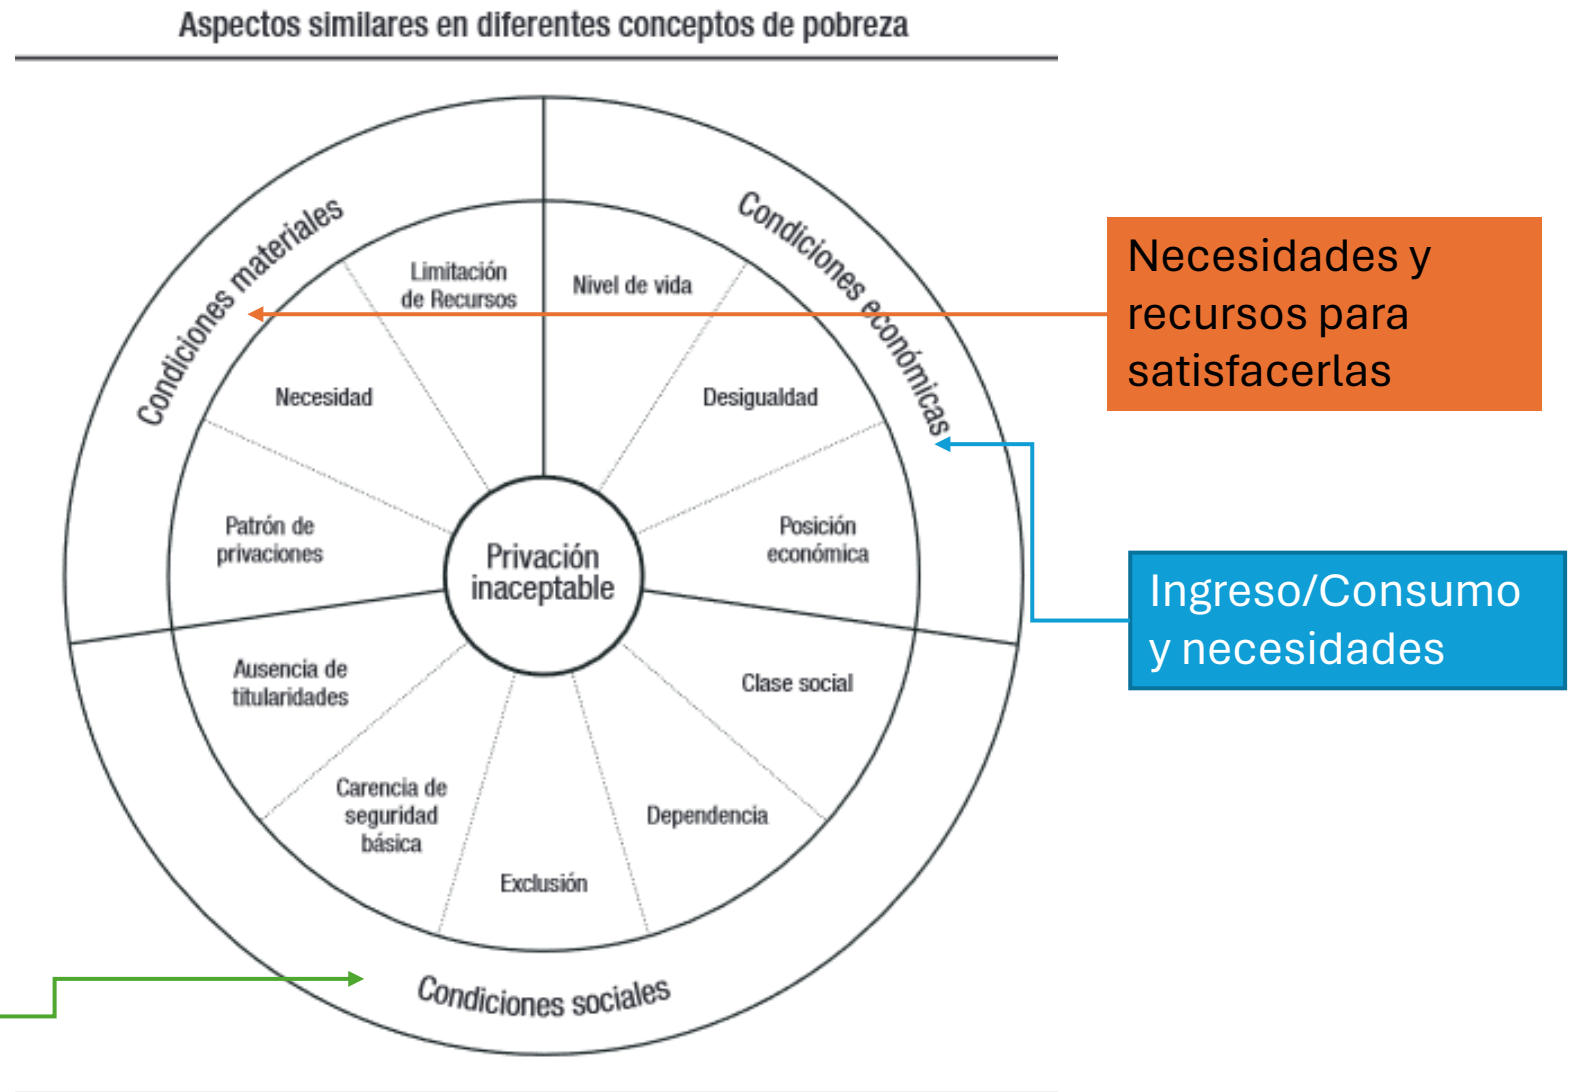 Aspectos similares en diferentes conceptos de pobreza
Condiciones materiales
Condiciones económicas
Limitación
de Recursos
Nivel de vida
Necesidad
Desigualdad
Patrón de
privaciones
Posición
económica
Privación
inaceptable
Ausencia de
titularidades
Clase social
Carencia de
seguridad
básica
Dependencia
Exclusión
Condiciones sociales
Necesidades y
recursos para
satisfacerlas
Ingreso/Consumo
y necesidades